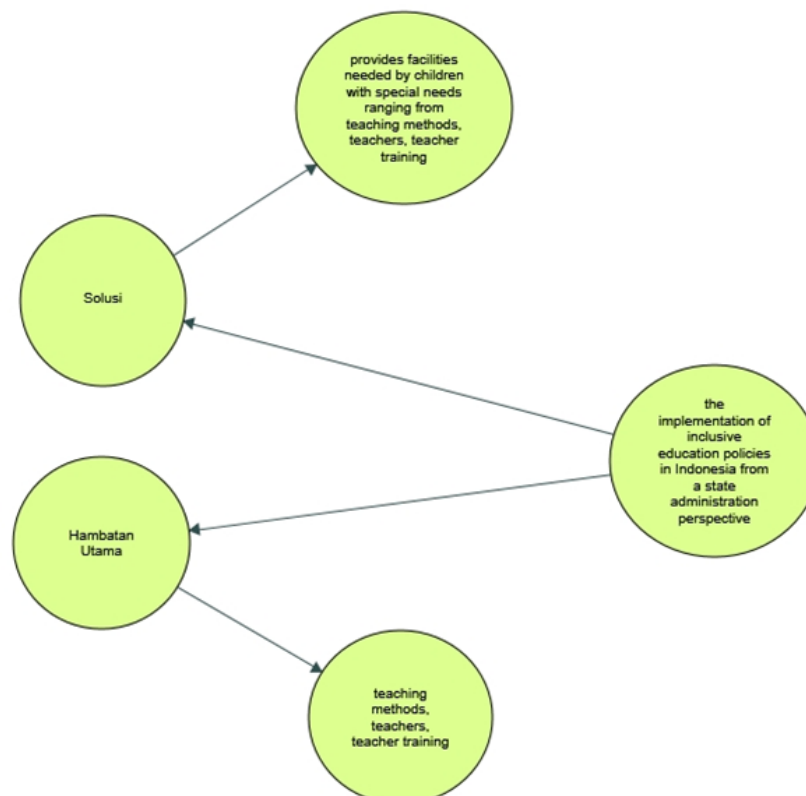 provides facilities
needed by children
with special needs
ranging from
teaching methods,
teachers, teacher
training
Solusi
the
implementation of
inclusive
education policies
in Indonesia from
a state
administration
perspective
Hambatan
Utama
teaching
methods,
teachers,
teacher training